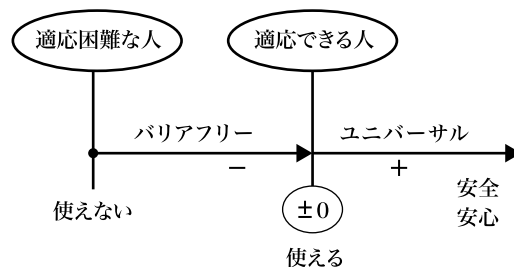 適応困難な人
適応できる人
バリアフリー
ユニバーサル
−
+
使えない
±0
使える
安全
安心